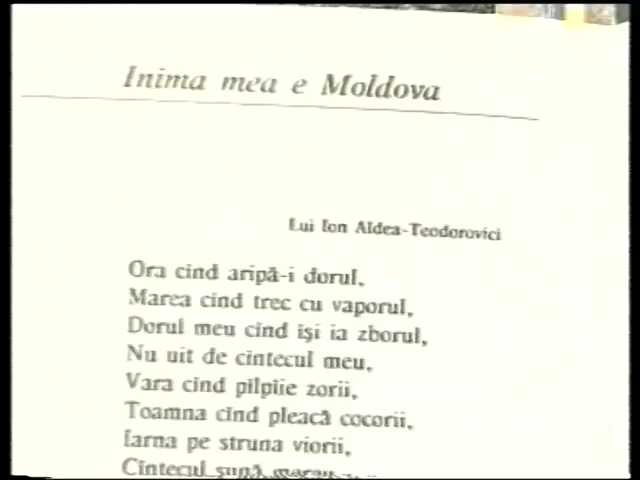 Inima mea e Moldova
Lui Ion Aldea-Teodorovici
Ora cînd aripă-i dorul,
Marea cînd trec cu vaporul,
Dorul meu cînd îşi ia zborul,
Nu uit de cîntecul meu,
Vara cînd pîlpîie zorii,
Toamna cînd pleacă cocorii,
Iarna pe struna viorii,
Cîntecul sună